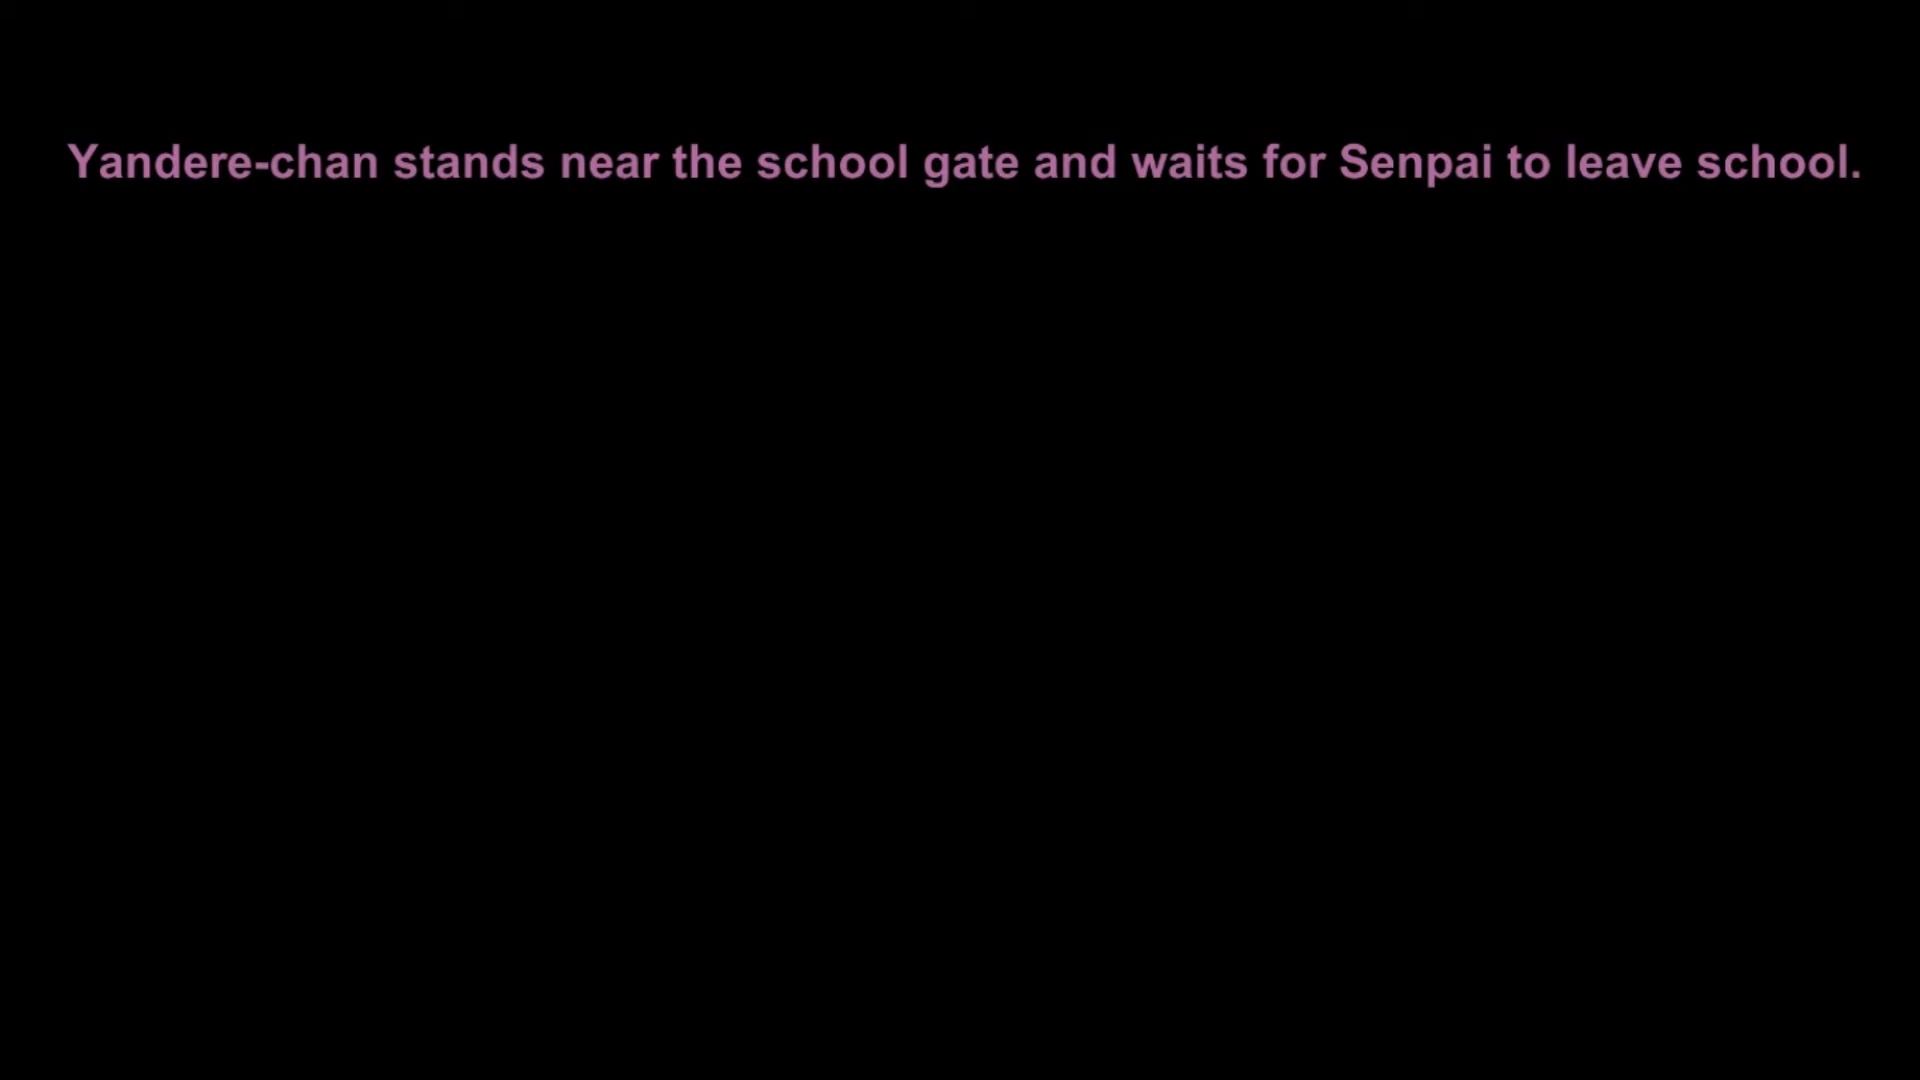 Yandere-chan stands near the school gate and waits for Senpai to leave school.